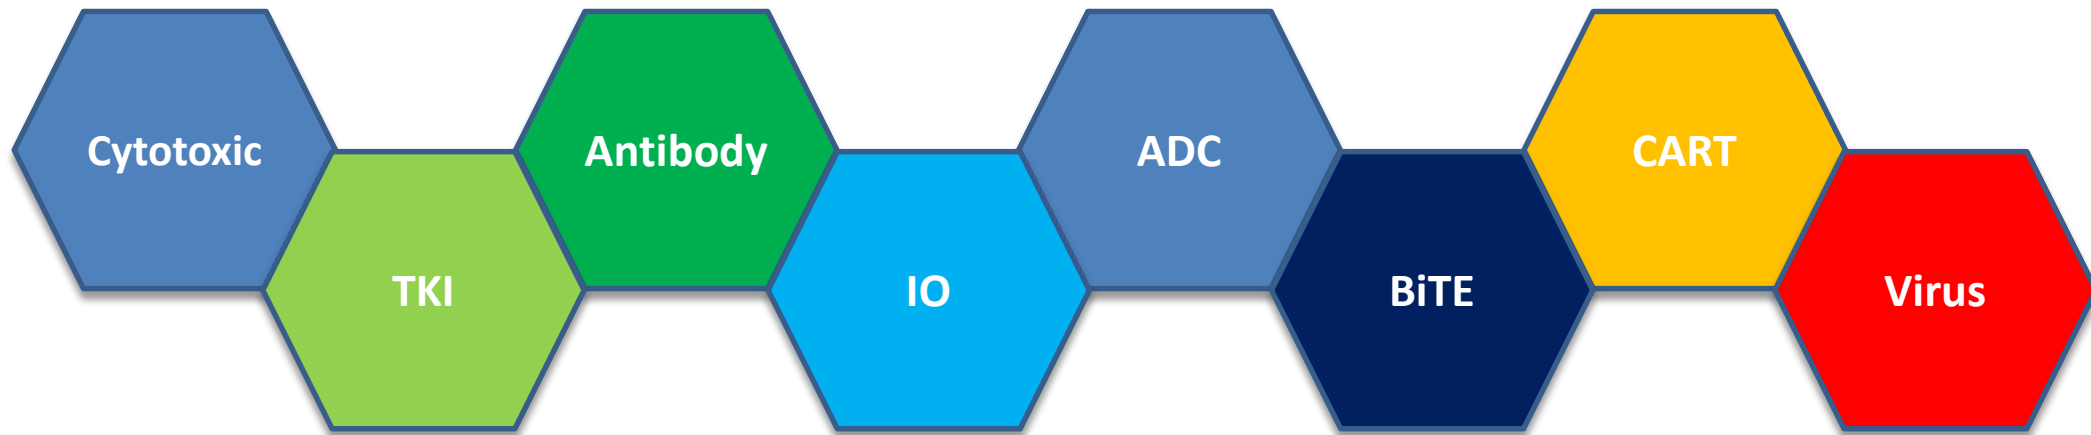 Cytotoxic
TKI
Antibody
IO
ADC
BiTE
CART
Virus